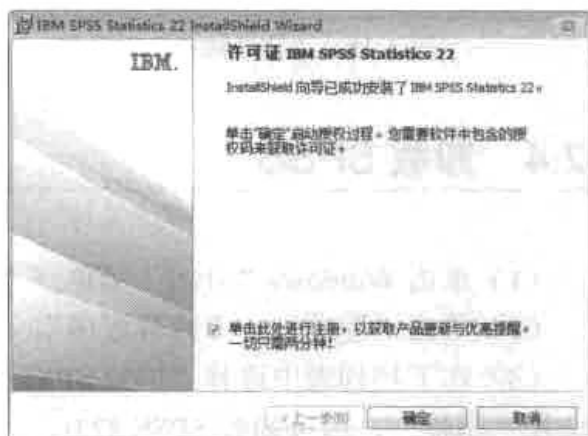 IBM SPSS Statistics 22 InstallShield Wizard
IBM.
许可证 IBM SPSS Statistics 22
InstallShield 向导已成功安装了 IBM SPSS Statistics 22。
单击“确定”启动授权过程。您需要软件中包含的授
权码来获取许可证。
单击此处进行注册，以获取产品更新与优惠提醒。
一切只需两分钟！
<上一步(B)
确定
取消